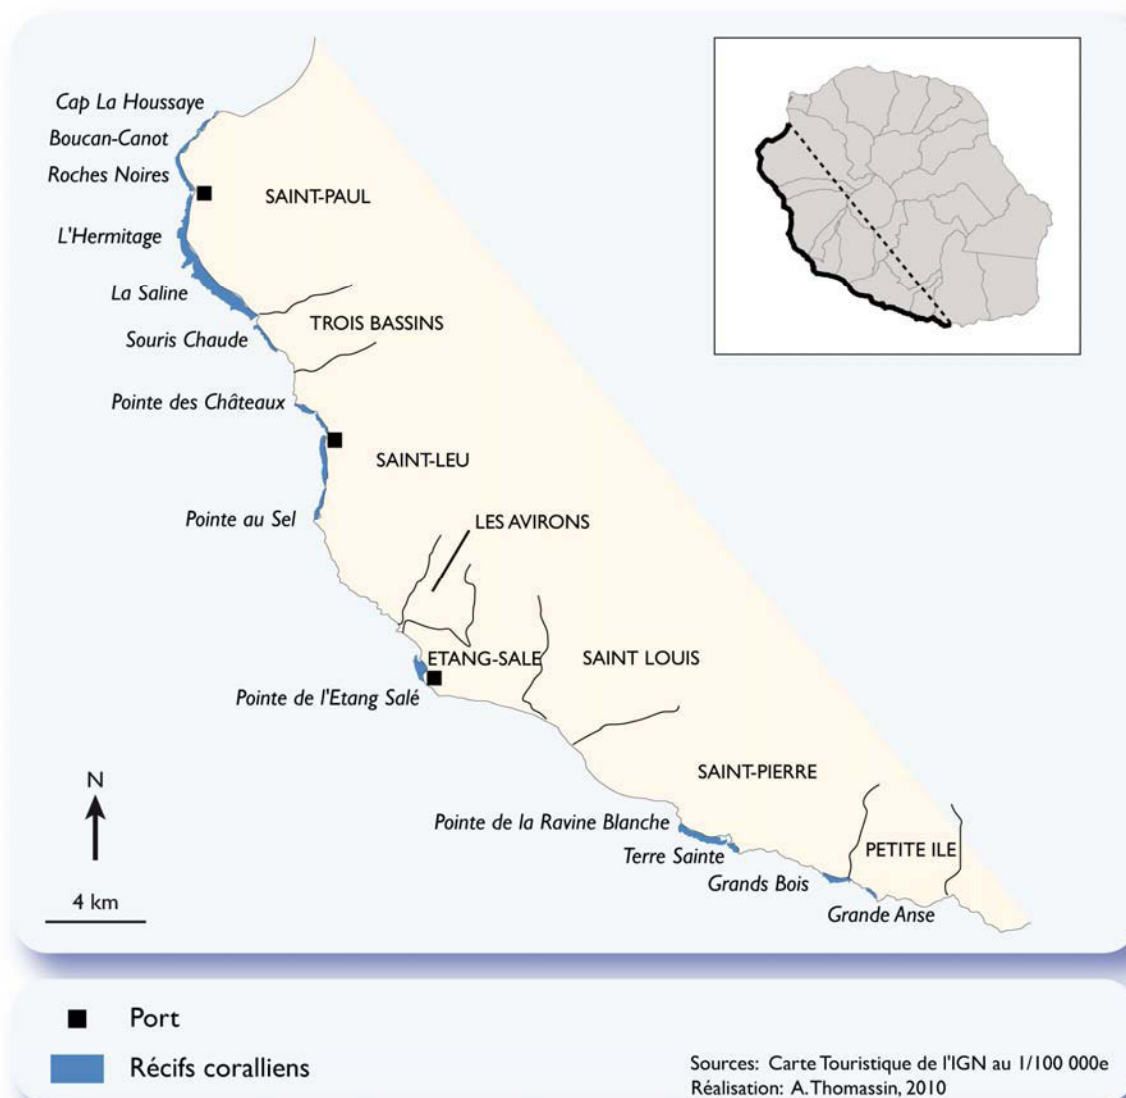 Cap La Houssaye
Boucan-Canot
Roches Noires
SAINT-PAUL
L'Hermitage
La Saline
TROIS BASSINS
Souris Chaude
Pointe des Châteaux
SAINT-LEU
Pointe au Sel
LES AVIRONS
ETANG-SALE
SAINT LOUIS
Pointe de l'Etang Salé
SAINT-PIERRE
N
Pointe de la Ravine Blanche
Terre Sainte
PETITE ILE
Grands Bois
4 km
Grande Anse
Port
Récifs coralliens
Sources: Carte Touristique de l'IGN au 1/100 000e
Réalisation: A. Thomassin, 2010